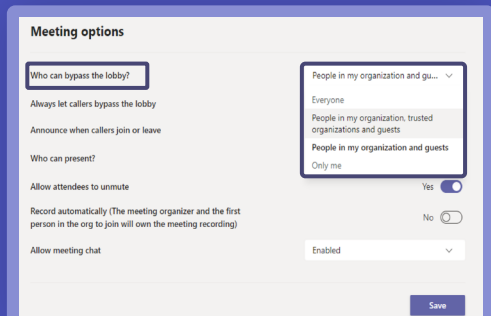 Meeting options
Who can bypass the lobby?
People in my organization and gu...
Everyone
Always let callers bypass the lobby
People in my organization, trusted
organizations and guests
Announce when callers join or leave
People in my organization and guests
Who can present?
Only me
Allow attendees to unmute
Yes
Record automatically (The meeting organizer and the first
person in the org to join will own the meeting recording)
No
Allow meeting chat
Enabled
Save